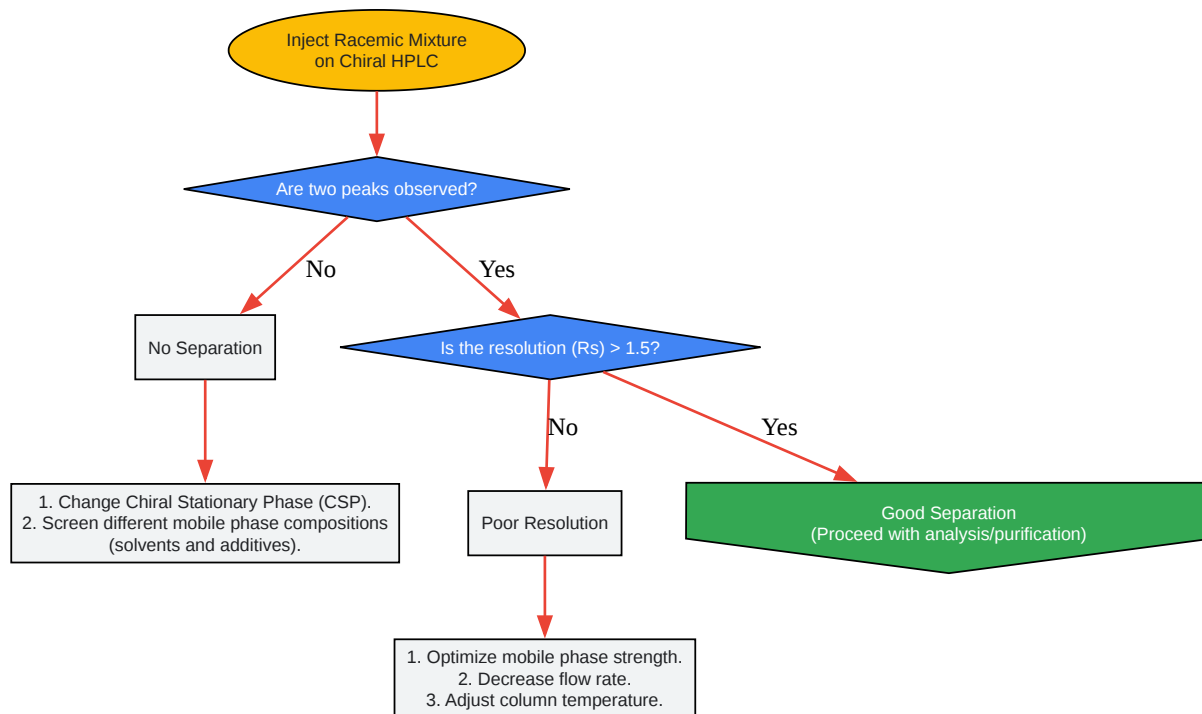 Inject Racemic Mixture
on Chiral HPLC
Are two peaks observed?
No
Yes
No Separation
Is the resolution (Rs) > 1.5?
No
Yes
1. Change Chiral Stationary Phase (CSP).
2. Screen different mobile phase compositions
(solvents and additives).
Poor Resolution
Good Separation
(Proceed with analysis/purification)
1. Optimize mobile phase strength.
2. Decrease flow rate.
3. Adjust column temperature.